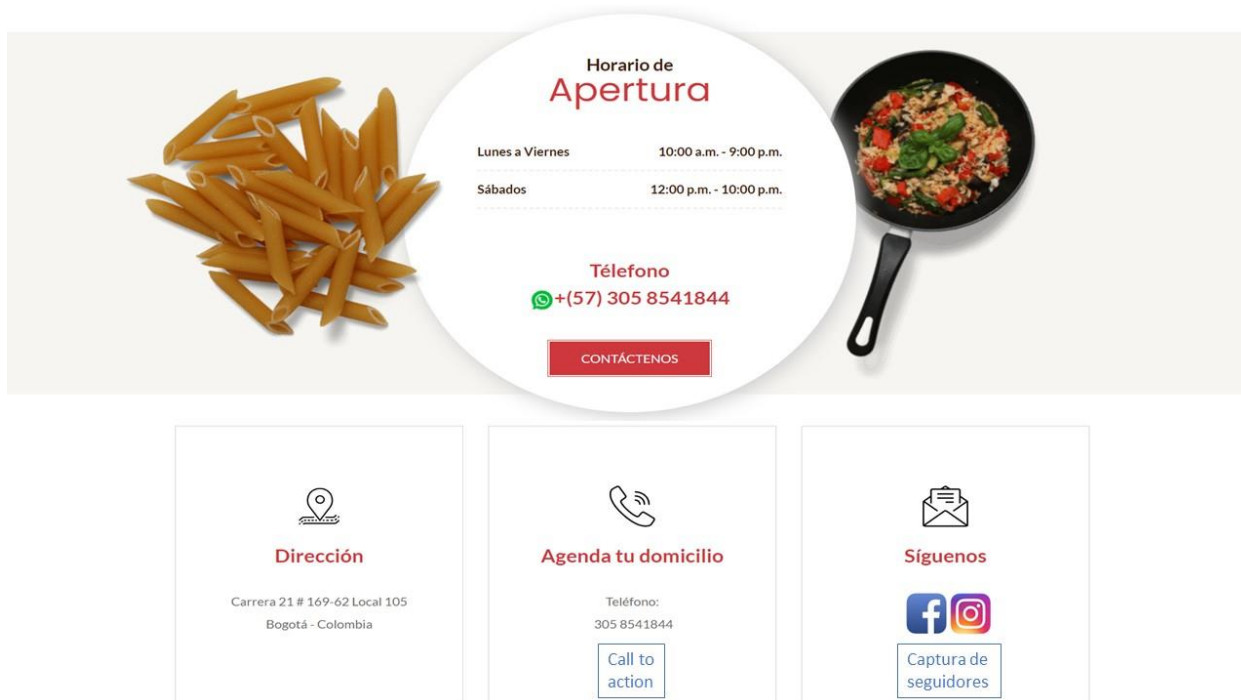 Horario de
Apertura
Lunes a Viernes 10:00 a.m. - 9:00 p.m.
Sábados 12:00 p.m. - 10:00 p.m.
Télefono
+(57) 305 8541844
CONTÁCTENOS
Dirección
Carrera 21 # 169-62 Local 105
Bogotá - Colombia
Agenda tu domicilio
Teléfono:
305 8541844
Call to
action
Síguenos
Captura de
seguidores